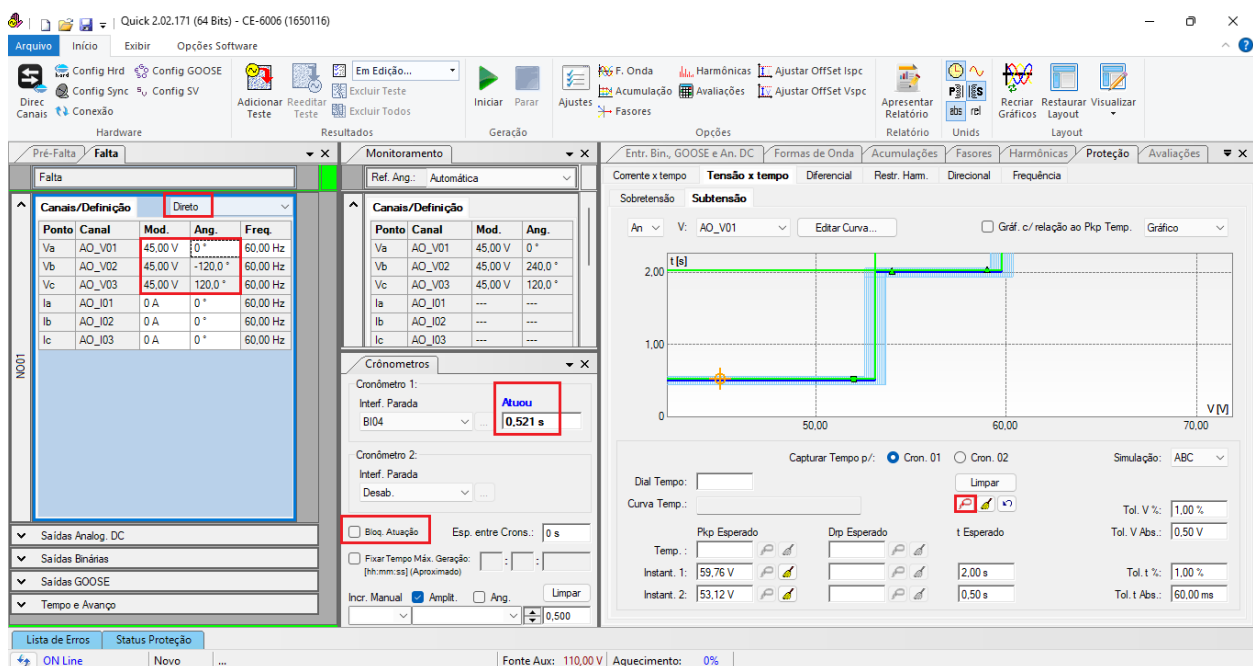 Quick 2.02.171 (64 Bits) - CE-6006 (1650116)
Arquivo Início Exibir Opções Software
Direc Canais
Config Hrd Config GOOSE
Config Sync Config SV
Conexão
Hardware
Adicionar Teste
Reeditar Teste
Em Edição...
Excluir Teste
Excluir Todos
Resultados
Iniciar Parar
Geração
Ajustes
F. Onda Harmônicas Ajustar OffSet Ispc
Acumulação Avaliações Ajustar OffSet Vspc
Fasores
Opções
Apresentar Relatório
Relatório
abs rel
Unids
Recriar Gráficos
Restaurar Layout
Visualizar
Layout
Pré-Falta Falta
Falta
Canais/Definição Direto
Ponto Canal Mod. Ang. Freq.
Va AO_V01 45,00 V 0 ° 60,00 Hz
Vb AO_V02 45,00 V -120,0 ° 60,00 Hz
Vc AO_V03 45,00 V 120,0 ° 60,00 Hz
Ia AO_I01 0 A 0 ° 60,00 Hz
Ib AO_I02 0 A 0 ° 60,00 Hz
Ic AO_I03 0 A 0 ° 60,00 Hz
NO01
Saídas Analog. DC
Saídas Binárias
Saídas GOOSE
Tempo e Avanço
Monitoramento
Ref. Ang.: Automática
Canais/Definição
Ponto Canal Mod. Ang.
Va AO_V01 45,00 V 0 °
Vb AO_V02 45,00 V 240,0 °
Vc AO_V03 45,00 V 120,0 °
Ia AO_I01 --- ---
Ib AO_I02 --- ---
Ic AO_I03 --- ---
Crônometros
Cronômetro 1:
Interf. Parada Atuou
BI04 ... 0,521 s
Cronômetro 2:
Interf. Parada
Desab. ...
Bloq. Atuação Esp. entre Crons.: 0 s
Fixar Tempo Máx. Geração: : :
[hh:mm:ss] (Aproximado)
Incr. Manual Amplit. Ang. Limpar
0,500
Entr. Bin., GOOSE e An. DC Formas de Onda Acumulações Fasores Harmônicas Proteção Avaliações
Corrente x tempo Tensão x tempo Diferencial Restr. Harm. Direcional Frequência
Sobretensão Subtensão
An V: AO_V01 Editar Curva... Gráf. c/ relação ao Pkp Temp. Gráfico
t [s]
2,00
1,00
0
50,00 60,00 70,00
V [V]
Capturar Tempo p/: Cron. 01 Cron. 02 Simulação: ABC
Dial Tempo: Limpar
Curva Temp.: Tol. V %: 1,00 %
Pkp Esperado Drp Esperado t Esperado Tol. V Abs.: 0,50 V
Temp. :
Instant. 1: 59,76 V 2,00 s Tol. t %: 1,00 %
Instant. 2: 53,12 V 0,50 s Tol. t Abs.: 60,00 ms
Lista de Erros Status Proteção
ON Line Novo ... Fonte Aux: 110,00 V Aquecimento: 0%